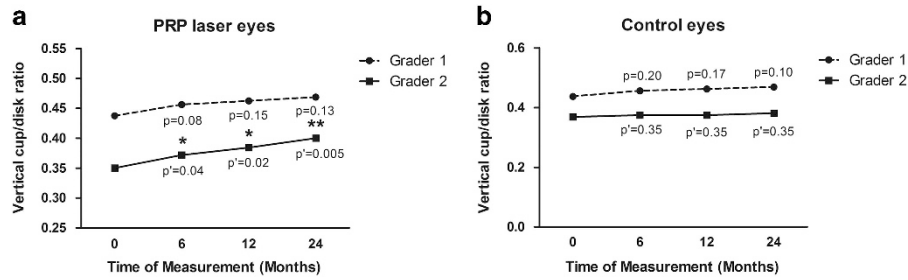 a
PRP laser eyes
Vertical cup/disk ratio
0.55
0.50
0.45
0.40
0.35
0.30
0.25
p=0.08
p=0.15
p=0.13
*
*
**
p'=0.04
p'=0.02
p'=0.005
0
6
12
24
Time of Measurement (Months)
Grader 1
Grader 2
b
Control eyes
Vertical cup/disk ratio
0.6
0.4
0.2
0.0
p=0.20
p=0.17
p=0.10
p'=0.35
p'=0.35
p'=0.35
0
6
12
24
Time of Measurement (Months)
Grader 1
Grader 2